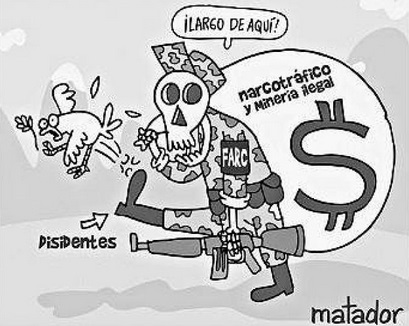 ¡LARGO DE AQUÍ!
narcotráfico
y Minería ilegal
$
FARC
DISIDENTES
matador